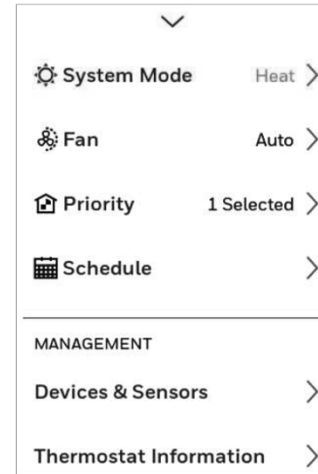 System Mode Heat
Fan Auto
Priority 1 Selected
Schedule
MANAGEMENT
Devices & Sensors
Thermostat Information